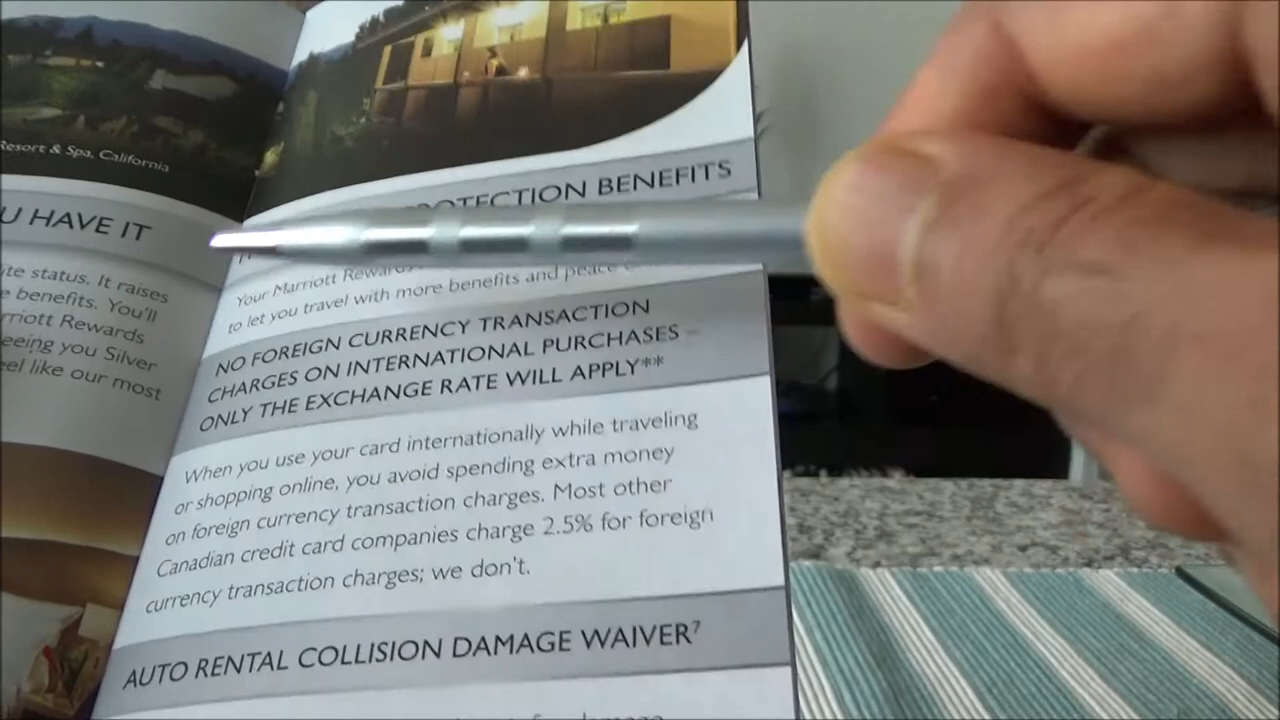 Resort & Spa, California
U HAVE IT
ite status. It raises
e benefits. You'll
rriott Rewards
eeing you Silver
eel like our most
OTECTION BENEFITS
Your Marriott Rewards
to let you travel with more benefits and peace
NO FOREIGN CURRENCY TRANSACTION
CHARGES ON INTERNATIONAL PURCHASES –
ONLY THE EXCHANGE RATE WILL APPLY**
When you use your card internationally while traveling
or shopping online, you avoid spending extra money
on foreign currency transaction charges. Most other
Canadian credit card companies charge 2.5% for foreign
currency transaction charges; we don't.
AUTO RENTAL COLLISION DAMAGE WAIVER7